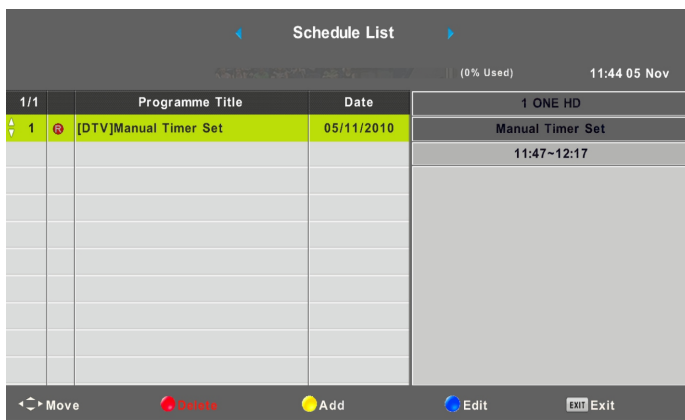 Schedule List
(0% Used) 11:44 05 Nov
1/1 Programme Title Date 1 ONE HD
1 R [DTV]Manual Timer Set 05/11/2010 Manual Timer Set
11:47~12:17
Move Delete Add Edit EXIT Exit